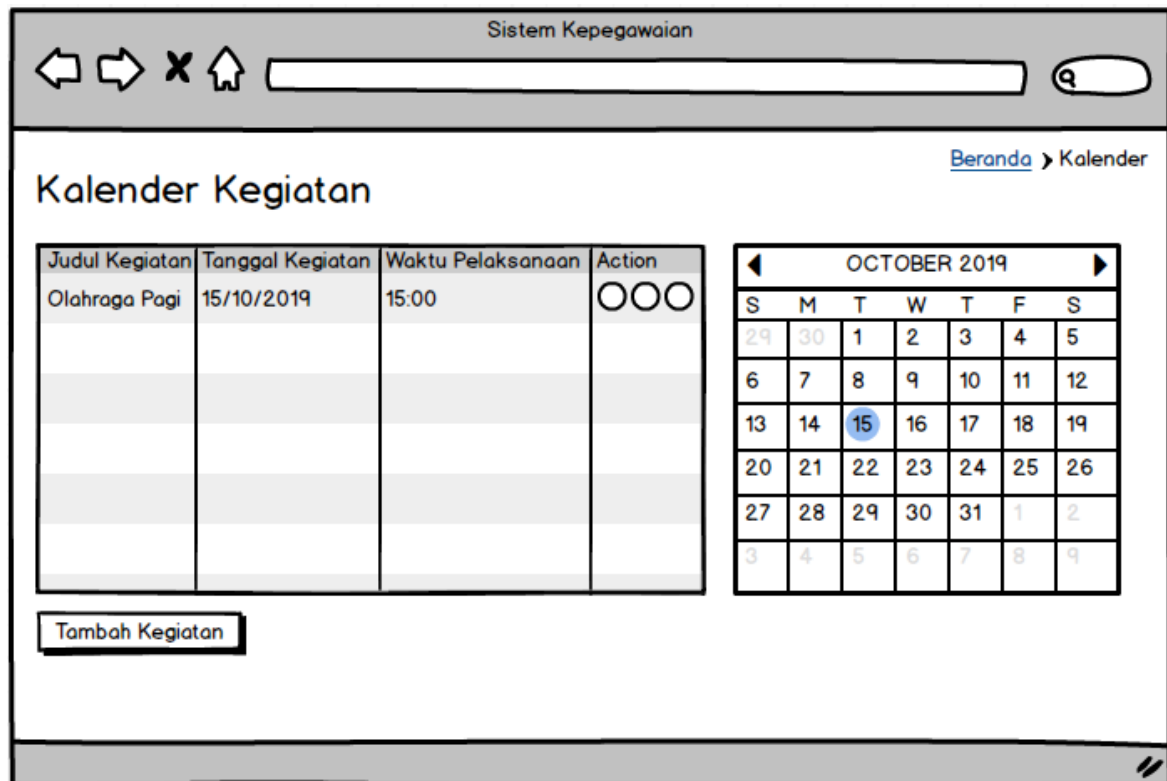 Sistem Kepegawaian
Beranda Kalender
Kalender Kegiatan
Judul Kegiatan Tanggal Kegiatan Waktu Pelaksanaan Action
Olahraga Pagi 15/10/2019 15:00
OCTOBER 2019
S M T W T F S
29 30 1 2 3 4 5
6 7 8 9 10 11 12
13 14 15 16 17 18 19
20 21 22 23 24 25 26
27 28 29 30 31 1 2
3 4 5 6 7 8 9
Tambah Kegiatan